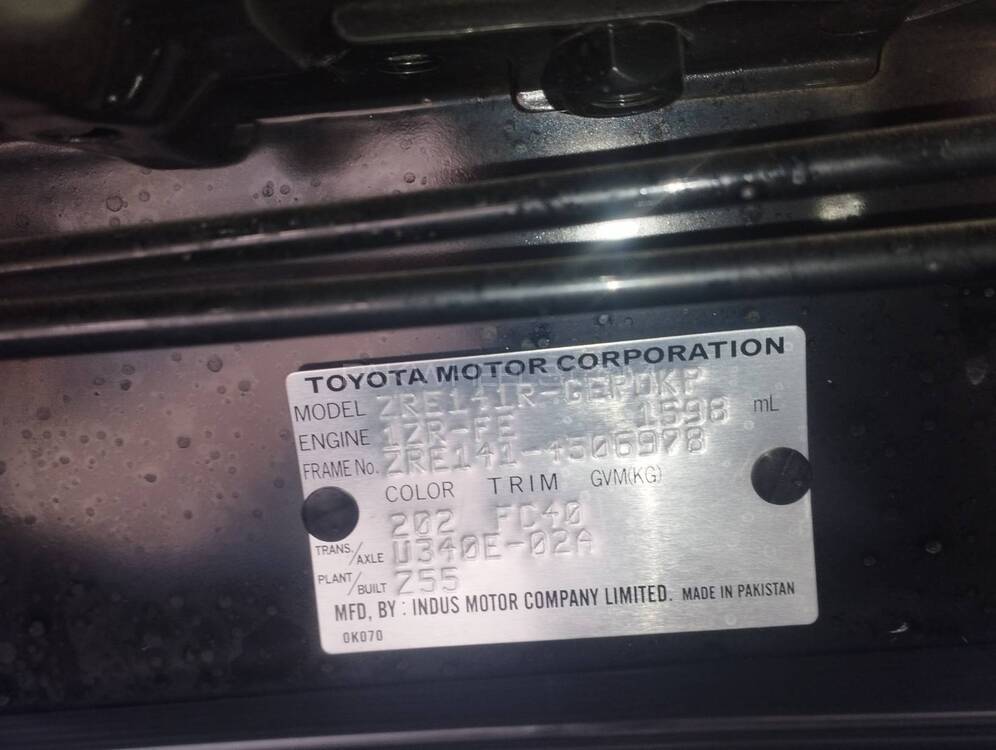 TOYOTA MOTOR CORPORATION
MODEL ZRE141R-GEPDKP
ENGINE 1ZR-FE 1598 mL
FRAME No. ZRE141-4506978
COLOR TRIM GVM(KG)
202 FC40
TRANS./AXLE U340E-02A
PLANT/BUILT Z55
MFD, BY : INDUS MOTOR COMPANY LIMITED. MADE IN PAKISTAN
0K070